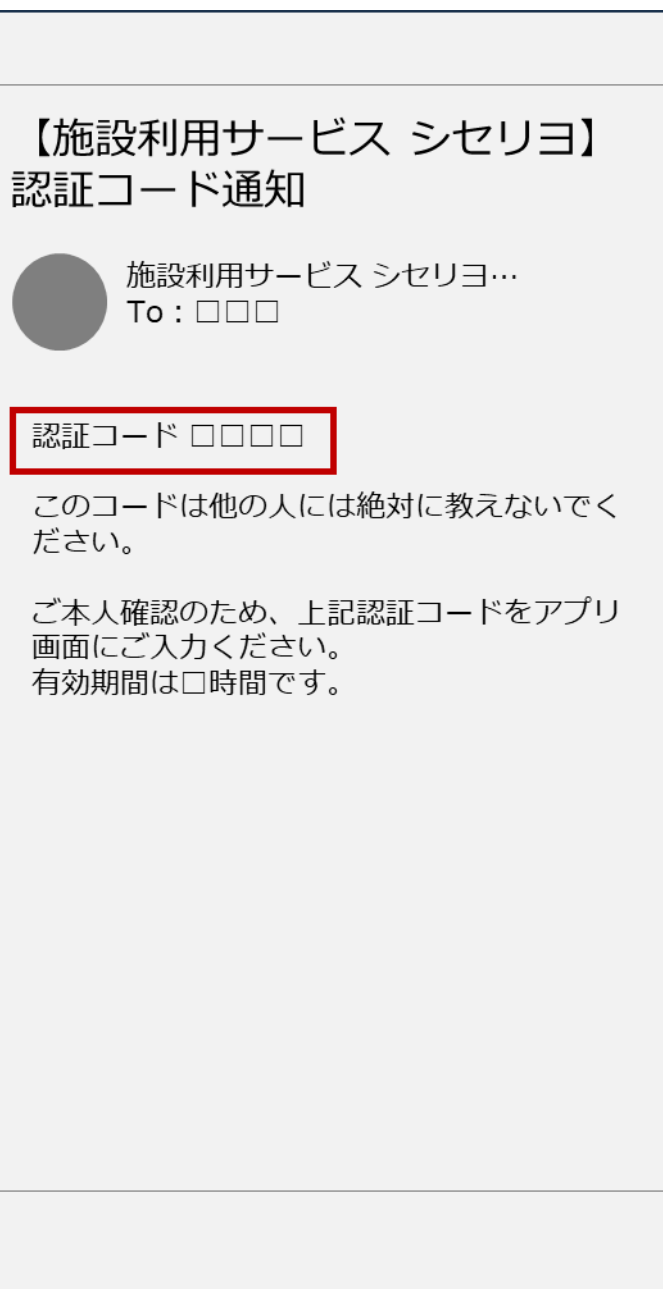 【施設利用サービス シセリヨ】
認証コード通知
施設利用サービス シセリヨ…
To：□□□
認証コード □□□□
このコードは他の人には絶対に教えないでく
ださい。
ご本人確認のため、上記認証コードをアプリ
画面にご入力ください。
有効期間は□時間です。